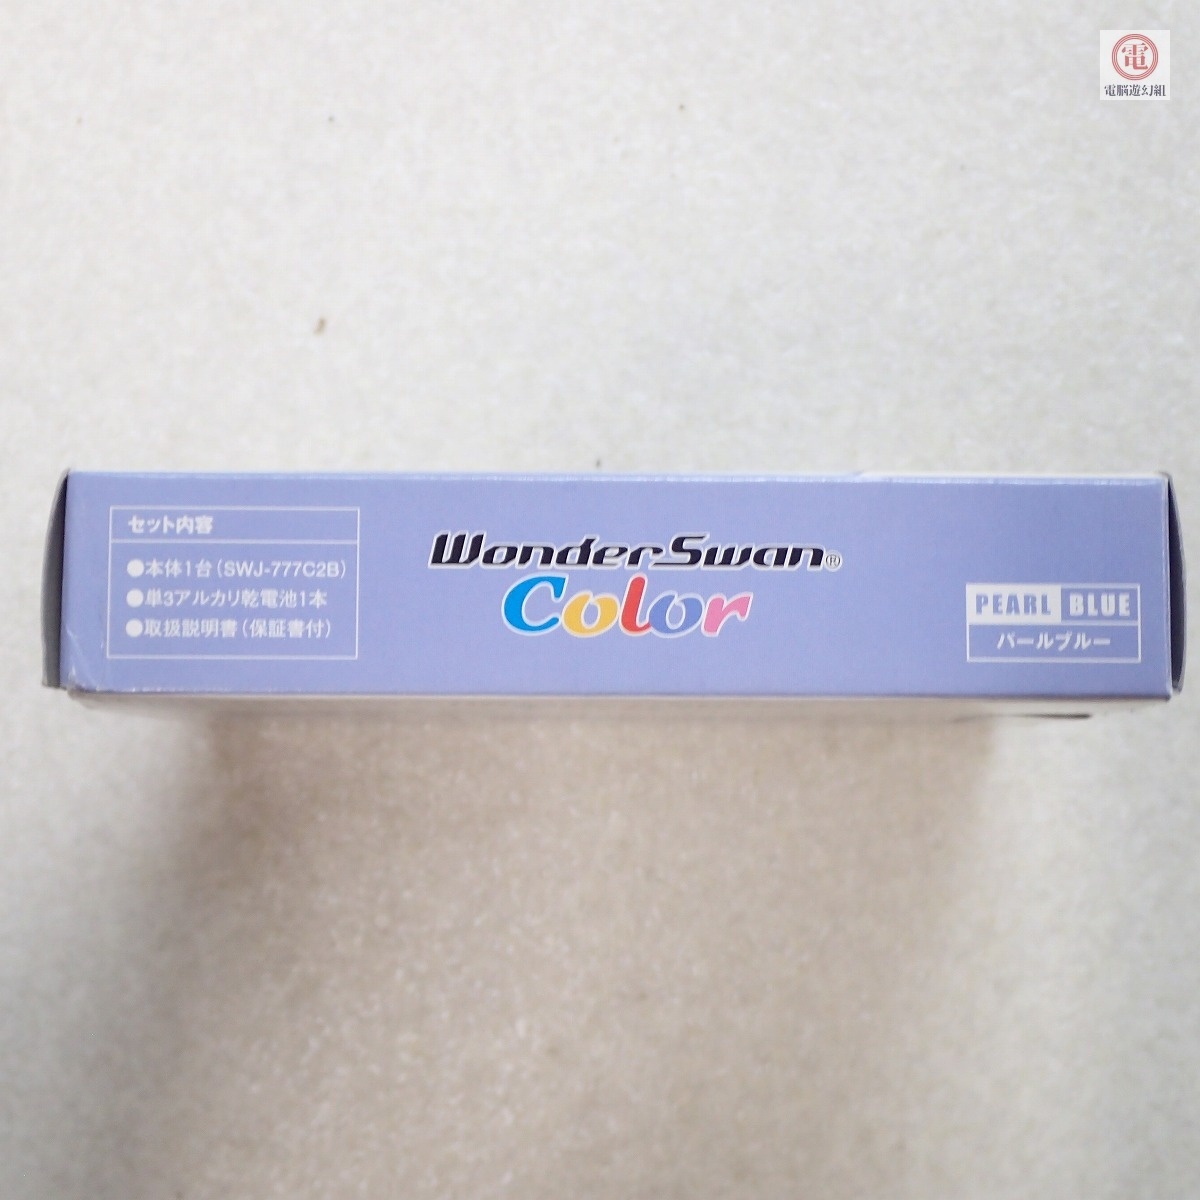 電
電脳遊幻組
セット内容
●本体1台(SWJ-777C2B)
●単3アルカリ乾電池1本
●取扱説明書(保証書付)
WonderSwan®
Color
PEARL BLUE
パールブルー